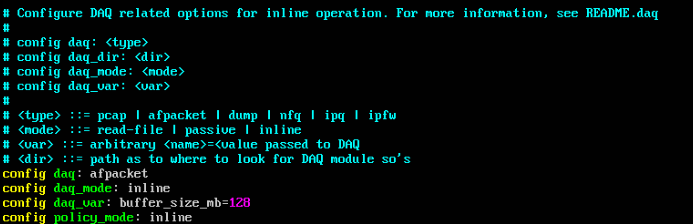 # Configure DAQ related options for inline operation. For more information, see README.daq
#
# config daq: <type>
# config daq_dir: <dir>
# config daq_mode: <mode>
# config daq_var: <var>
#
# <type> ::= pcap | afpacket | dump | nfq | ipq | ipfw
# <mode> ::= read-file | passive | inline
# <var> ::= arbitrary <name>=<value passed to DAQ
# <dir> ::= path as to where to look for DAQ module so's
config daq: afpacket
config daq_mode: inline
config daq_var: buffer_size_mb=128
config policy_mode: inline